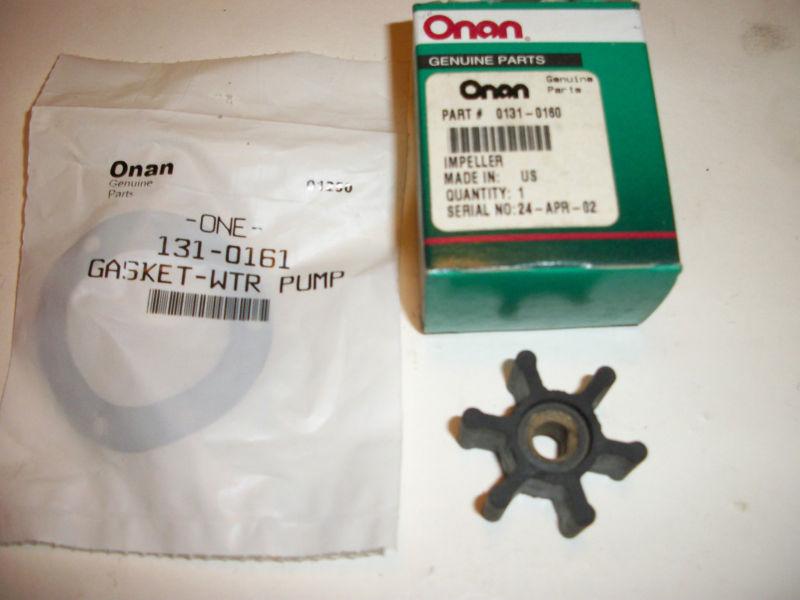 Onan
Genuine
Parts
01296
-ONE-
131-0161
GASKET-WTR PUMP
Onan
GENUINE PARTS
Onan Genuine
Parts
PART # 0131-0160
IMPELLER
MADE IN: US
QUANTITY: 1
SERIAL NO:24-APR-02